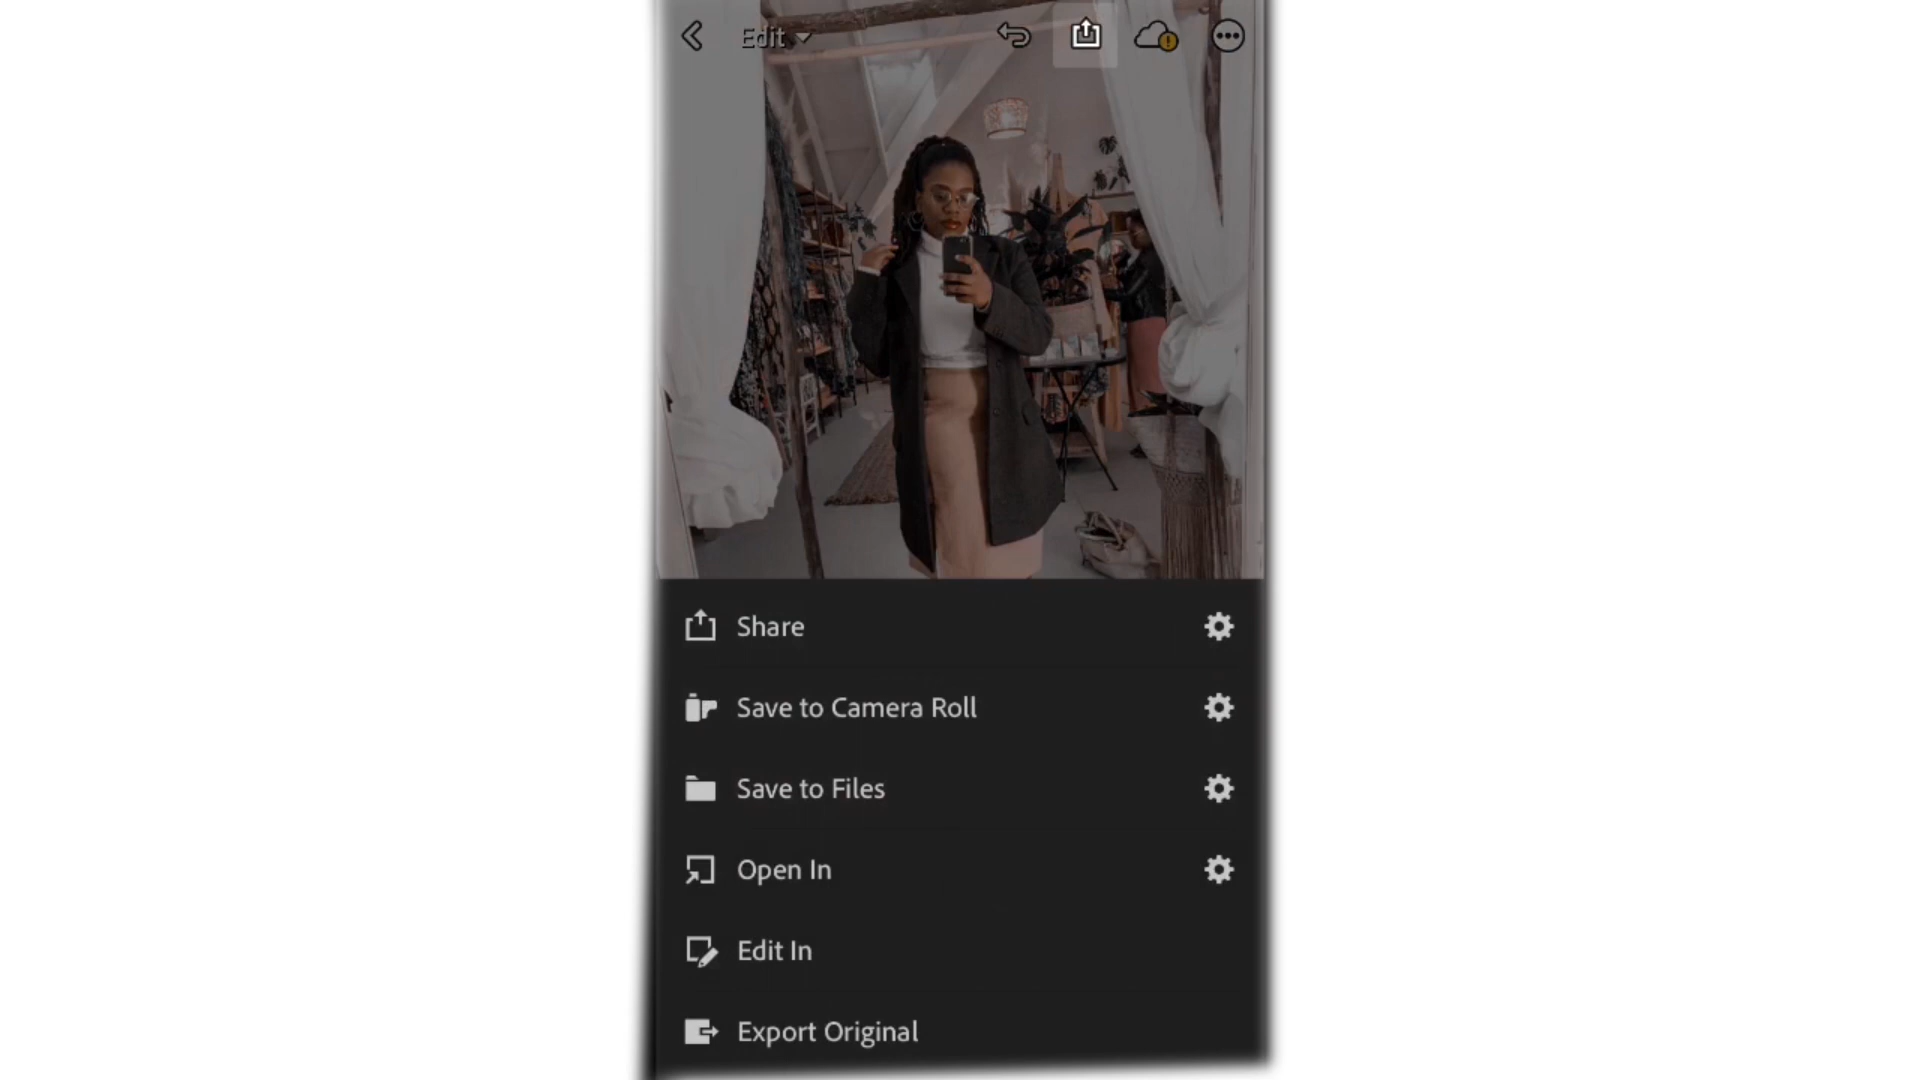 Edit
Share
Save to Camera Roll
Save to Files
Open In
Edit In
Export Original